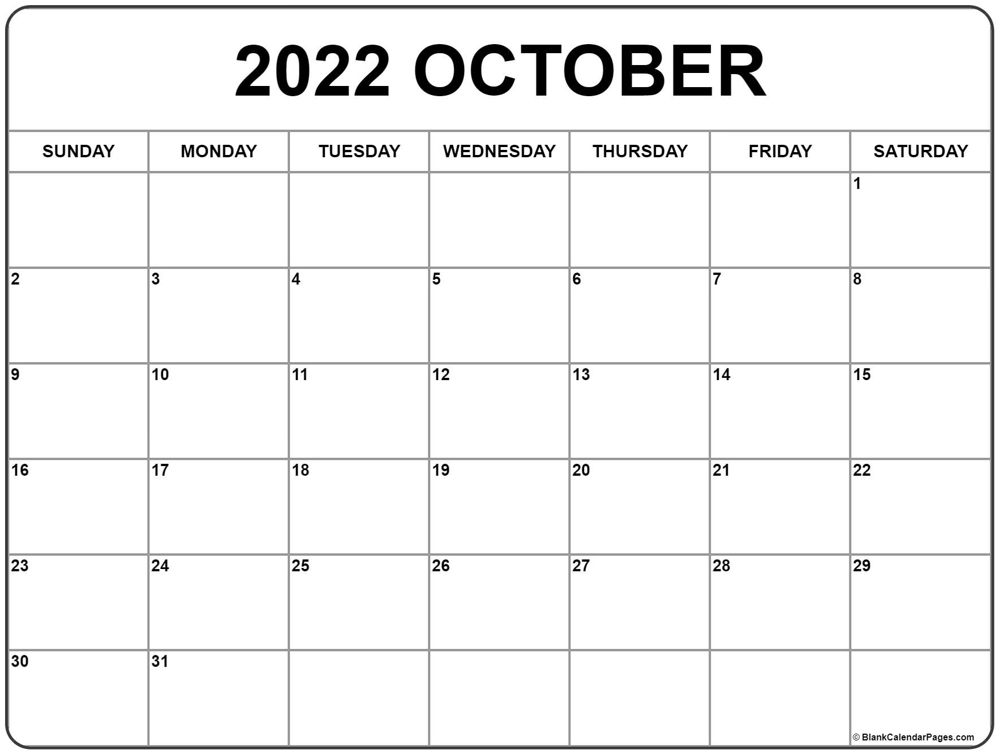 2022 OCTOBER
SUNDAY MONDAY TUESDAY WEDNESDAY THURSDAY FRIDAY SATURDAY
1
2 3 4 5 6 7 8
9 10 11 12 13 14 15
16 17 18 19 20 21 22
23 24 25 26 27 28 29
30 31
© BlankCalendarPages.com